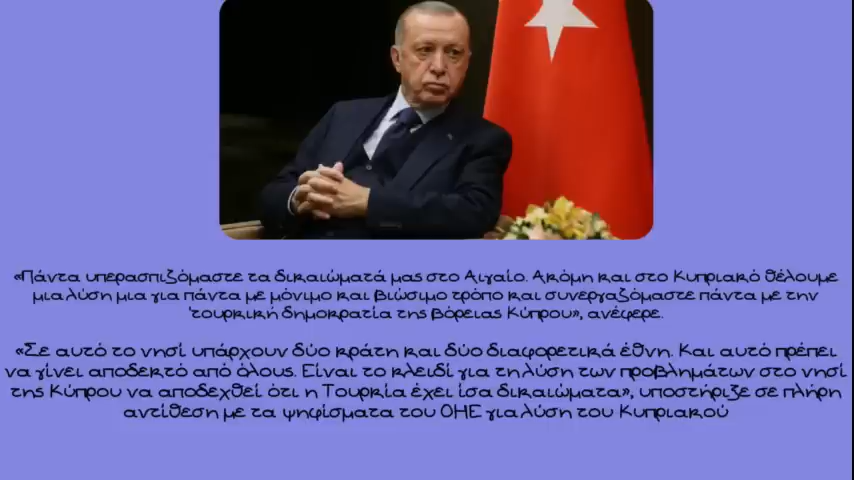 «Πάντα υπερασπιζόμαστε τα δικαιώματά μας στο Αιγαίο. Ακόμη και στο Κυπριακό θέλουμε
μια λύση μια για πάντα με μόνιμο και βιώσιμο τρόπο και συνεργαζόμαστε πάντα με την
'τουρκική δημοκρατία της βόρειας Κύπρου», ανέφερε.
«Σε αυτό το νησί υπάρχουν δύο κράτη και δύο διαφορετικά έθνη. Και αυτό πρέπει
να γίνει αποδεκτό από όλους. Είναι το κλειδί για τη λύση των προβλημάτων στο νησί
της Κύπρου να αποδεχθεί ότι η Τουρκία έχει ίσα δικαιώματα», υποστήριξε σε πλήρη
αντίθεση με τα ψηφίσματα του ΟΗΕ για λύση του Κυπριακού